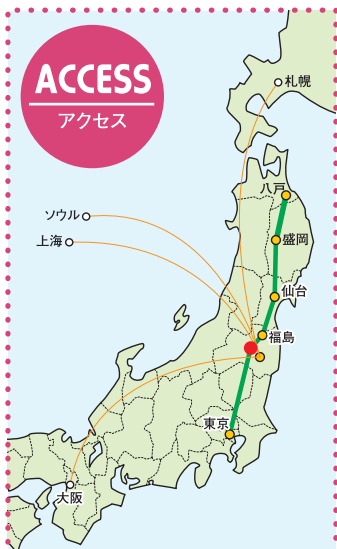 ACCESS
アクセス
札幌
八戸
ソウル
上海
盛岡
仙台
福島
東京
大阪